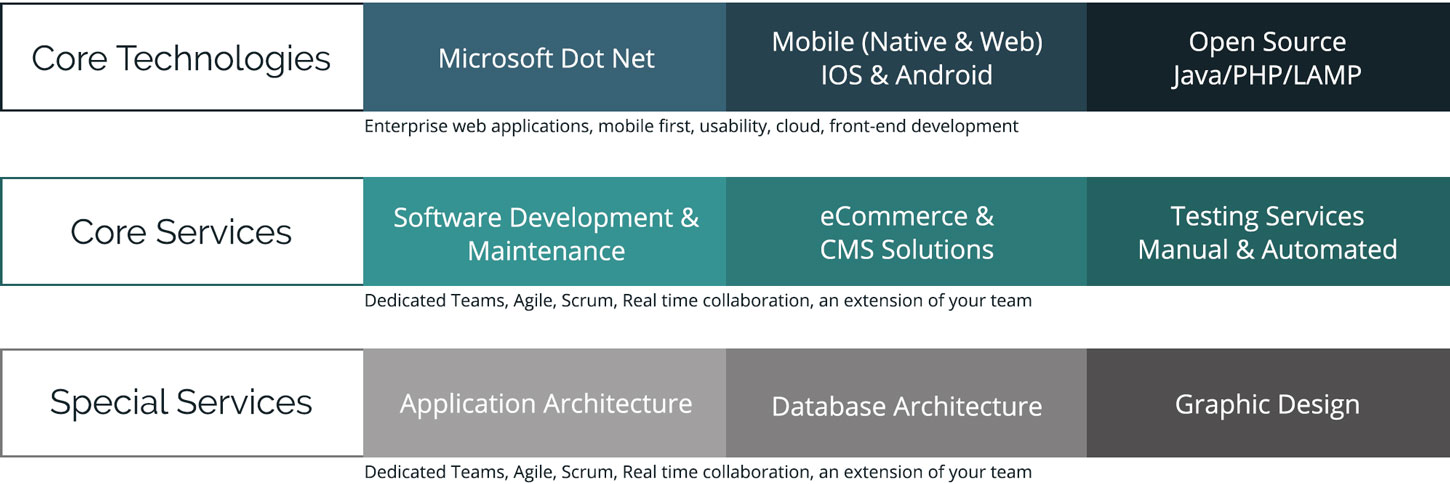 Core Technologies
Microsoft Dot Net
Mobile (Native & Web)
IOS & Android
Open Source
Java/PHP/LAMP
Enterprise web applications, mobile first, usability, cloud, front-end development
Core Services
Software Development &
Maintenance
eCommerce &
CMS Solutions
Testing Services
Manual & Automated
Dedicated Teams, Agile, Scrum, Real time collaboration, an extension of your team
Special Services
Application Architecture
Database Architecture
Graphic Design
Dedicated Teams, Agile, Scrum, Real time collaboration, an extension of your team